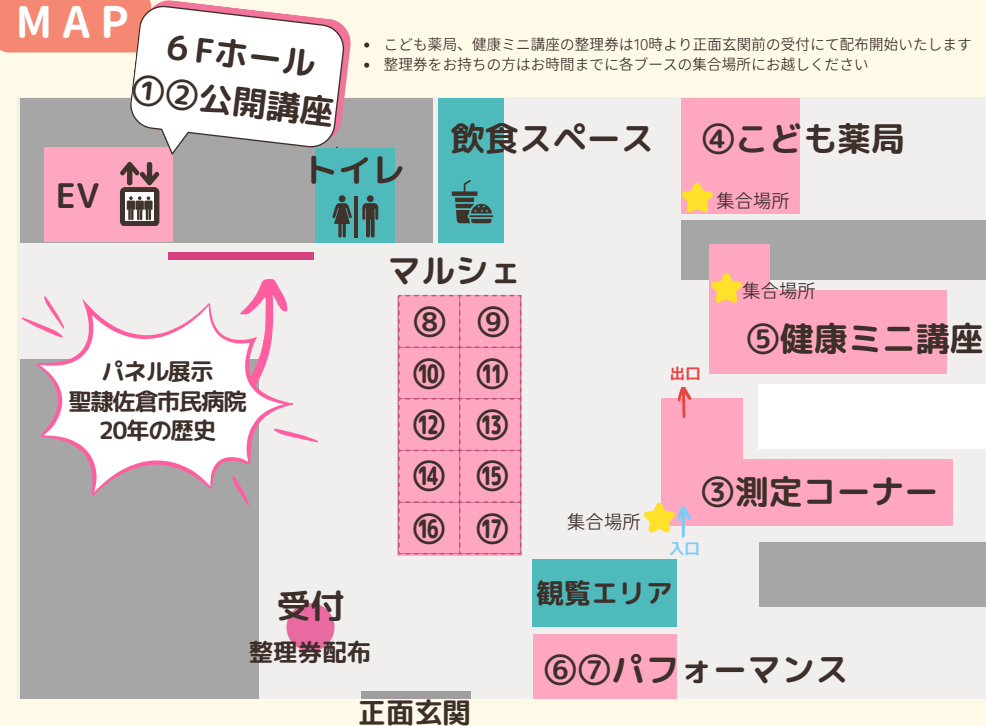 MAP
6Fホール
①②公開講座
• こども薬局、健康ミニ講座の整理券は10時より正面玄関前の受付にて配布開始いたします
• 整理券をお持ちの方はお時間までに各ブースの集合場所にお越しください
EV
トイレ
飲食スペース
④こども薬局
集合場所
マルシェ
集合場所
⑤健康ミニ講座
⑧ ⑨
⑩ ⑪
⑫ ⑬
⑭ ⑮
⑯ ⑰
パネル展示
聖隷佐倉市民病院
20年の歴史
出口
③測定コーナー
集合場所
入口
観覧エリア
受付
整理券配布
⑥⑦パフォーマンス
正面玄関